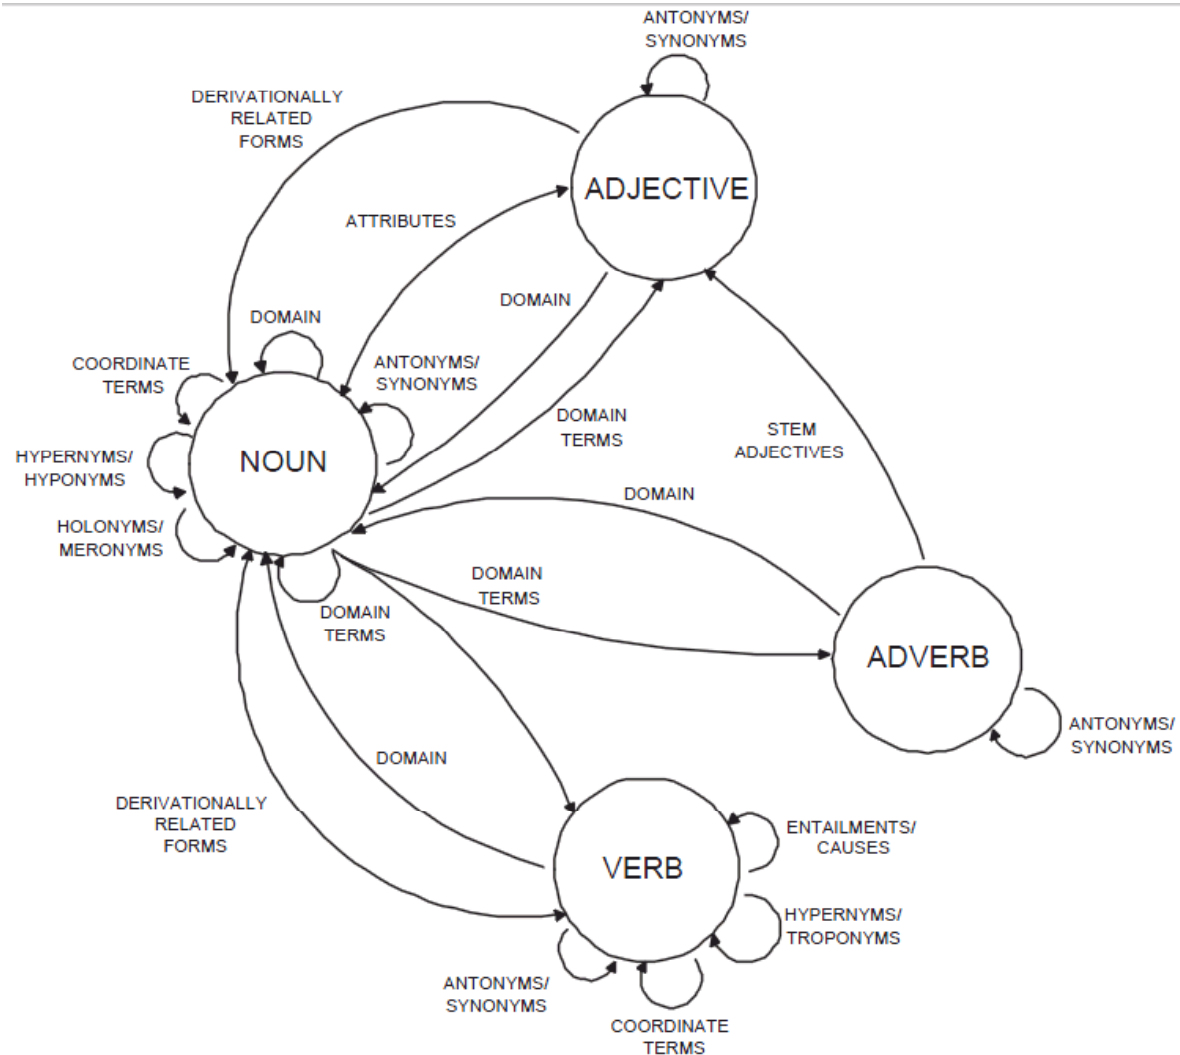 ANTONYMS/
SYNONYMS
DERIVATIONALLY
RELATED
FORMS
ADJECTIVE
ATTRIBUTES
DOMAIN
DOMAIN
COORDINATE
TERMS
ANTONYMS/
SYNONYMS
DOMAIN
TERMS
STEM
ADJECTIVES
HYPERNYMS/
HYPONYMS
NOUN
DOMAIN
HOLONYMS/
MERONYMS
DOMAIN
TERMS
DOMAIN
TERMS
ADVERB
ANTONYMS/
SYNONYMS
DOMAIN
DERIVATIONALLY
RELATED
FORMS
ENTAILMENTS/
CAUSES
VERB
HYPERNYMS/
TROPONYMS
ANTONYMS/
SYNONYMS
COORDINATE
TERMS